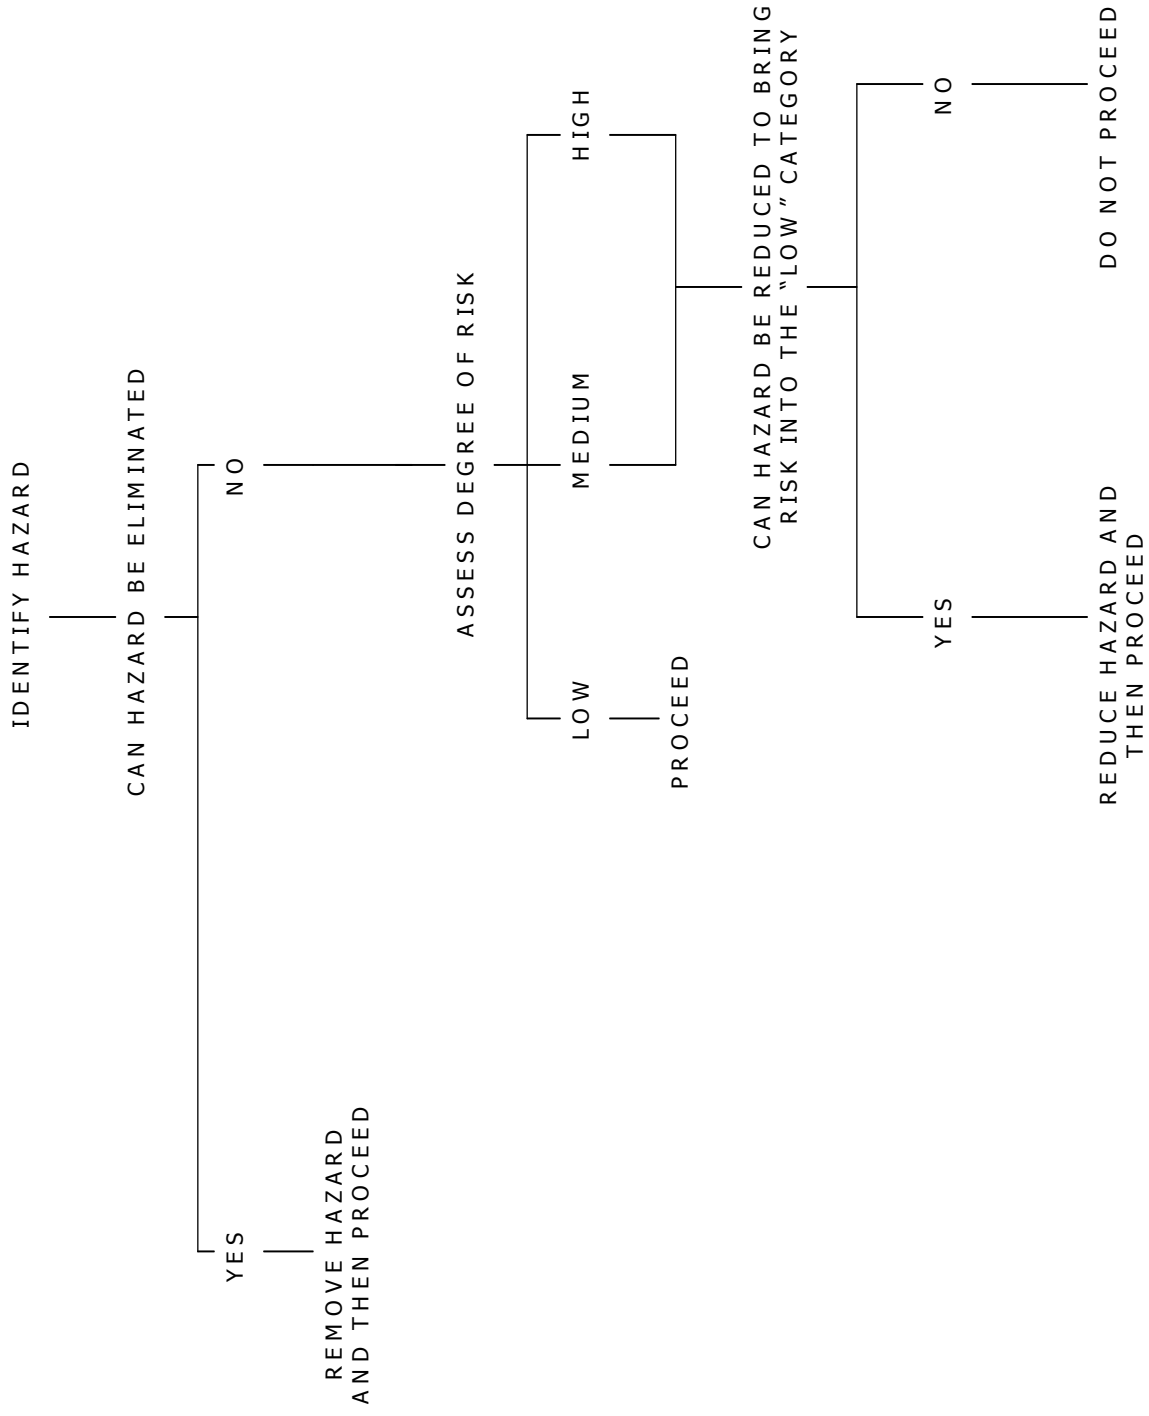 IDENTIFY HAZARD
CAN HAZARD BE ELIMINATED
YES
NO
REMOVE HAZARD
AND THEN PROCEED
ASSESS DEGREE OF RISK
LOW
MEDIUM
HIGH
PROCEED
CAN HAZARD BE REDUCED TO BRING
RISK INTO THE “LOW” CATEGORY
YES
NO
REDUCE HAZARD AND
THEN PROCEED
DO NOT PROCEED